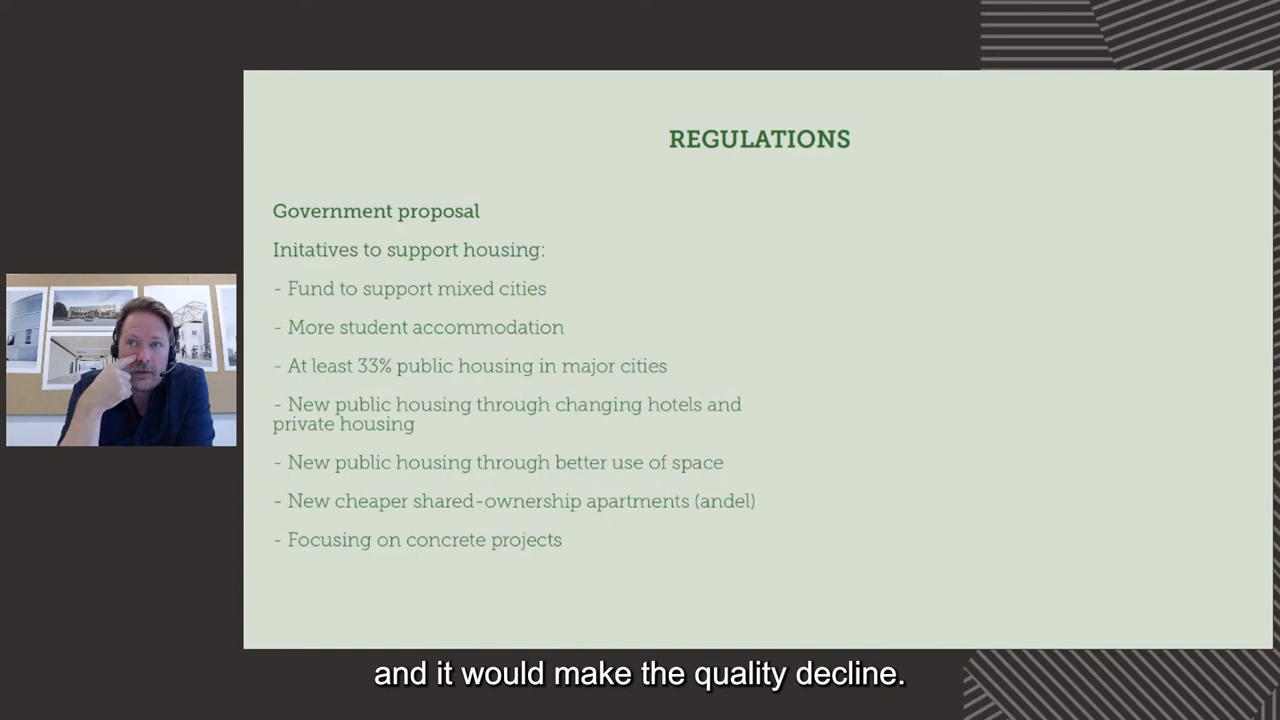 REGULATIONS
Government proposal
Initatives to support housing:
- Fund to support mixed cities
- More student accommodation
- At least 33% public housing in major cities
- New public housing through changing hotels and
private housing
- New public housing through better use of space
- New cheaper shared-ownership apartments (andel)
- Focusing on concrete projects
and it would make the quality decline.